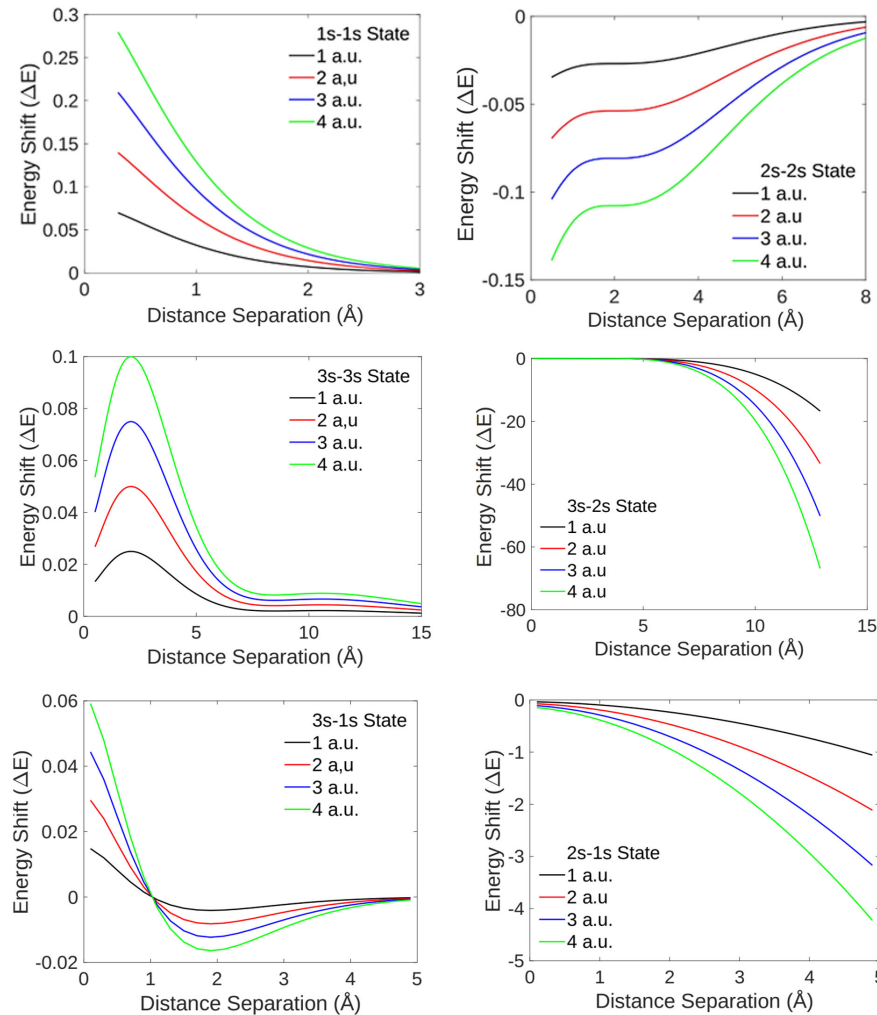 0.3
0.25
0.2
0.15
0.1
0.05
0
0
1
2
3
Energy Shift (ΔE)
Distance Separation (Å)
1s-1s State
1 a.u.
2 a,u
3 a.u.
4 a.u.
0
-0.05
-0.1
-0.15
0
2
4
6
8
Energy Shift (ΔE)
Distance Separation (Å)
2s-2s State
1 a.u.
2 a.u
3 a.u.
4 a.u.
0.1
0.08
0.06
0.04
0.02
0
0
5
10
15
Energy Shift (ΔE)
Distance Separation (Å)
3s-3s State
1 a.u.
2 a,u
3 a.u.
4 a.u.
0
-20
-40
-60
-80
0
5
10
15
Energy Shift (ΔE)
Distance Separation (Å)
3s-2s State
1 a.u
2 a.u
3 a.u
4 a.u
0.06
0.04
0.02
0
-0.02
0
1
2
3
4
5
Energy Shift (ΔE)
Distance Separation (Å)
3s-1s State
1 a.u.
2 a,u
3 a.u.
4 a.u.
0
-1
-2
-3
-4
-5
0
1
2
3
4
5
Energy Shift (ΔE)
Distance Separation (Å)
2s-1s State
1 a.u.
2 a.u
3 a.u.
4 a.u.